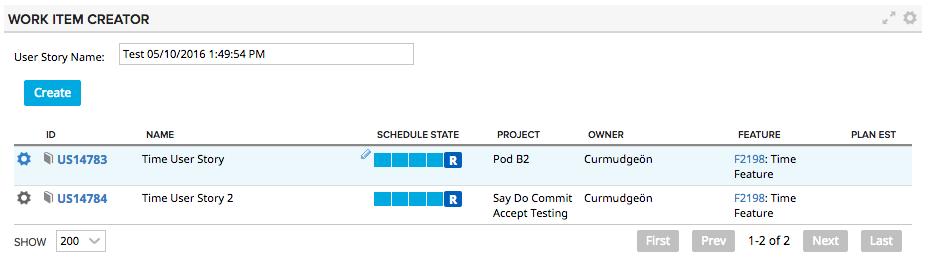 WORK ITEM CREATOR
User Story Name: Test 05/10/2016 1:49:54 PM
Create
ID NAME SCHEDULE STATE PROJECT OWNER FEATURE PLAN EST
US14783 Time User Story R Pod B2 Curmudgeön F2198: Time
Feature
US14784 Time User Story 2 R Say Do Commit Curmudgeön F2198: Time
Accept Testing Feature
SHOW 200 First Prev 1-2 of 2 Next Last